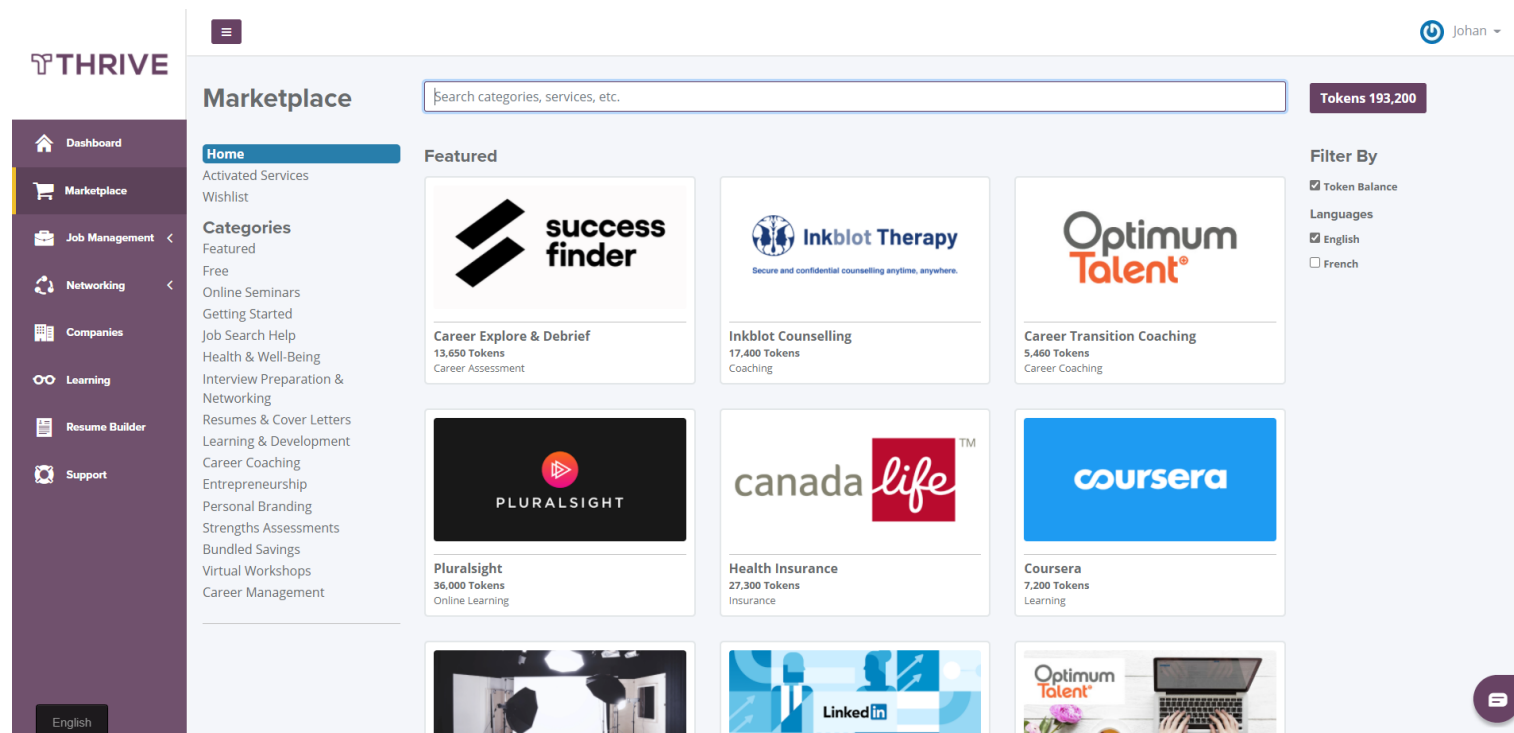 THRIVE
Johan
Marketplace
Search categories, services, etc.
Tokens 193,200
Dashboard
Marketplace
Job Management
Networking
Companies
Learning
Resume Builder
Support
English
Home
Activated Services
Wishlist
Categories
Featured
Free
Online Seminars
Getting Started
Job Search Help
Health & Well-Being
Interview Preparation &
Networking
Resumes & Cover Letters
Learning & Development
Career Coaching
Entrepreneurship
Personal Branding
Strengths Assessments
Bundled Savings
Virtual Workshops
Career Management
Featured
success
finder
Career Explore & Debrief
13,650 Tokens
Career Assessment
Inkblot Therapy
Secure and confidential counselling anytime, anywhere.
Inkblot Counselling
17,400 Tokens
Coaching
Optimum
Talent®
Career Transition Coaching
5,460 Tokens
Career Coaching
PLURALSIGHT
Pluralsight
36,000 Tokens
Online Learning
canada life™
Health Insurance
27,300 Tokens
Insurance
coursera
Coursera
7,200 Tokens
Learning
Linked in
Optimum
Talent®
Filter By
Token Balance
Languages
English
French